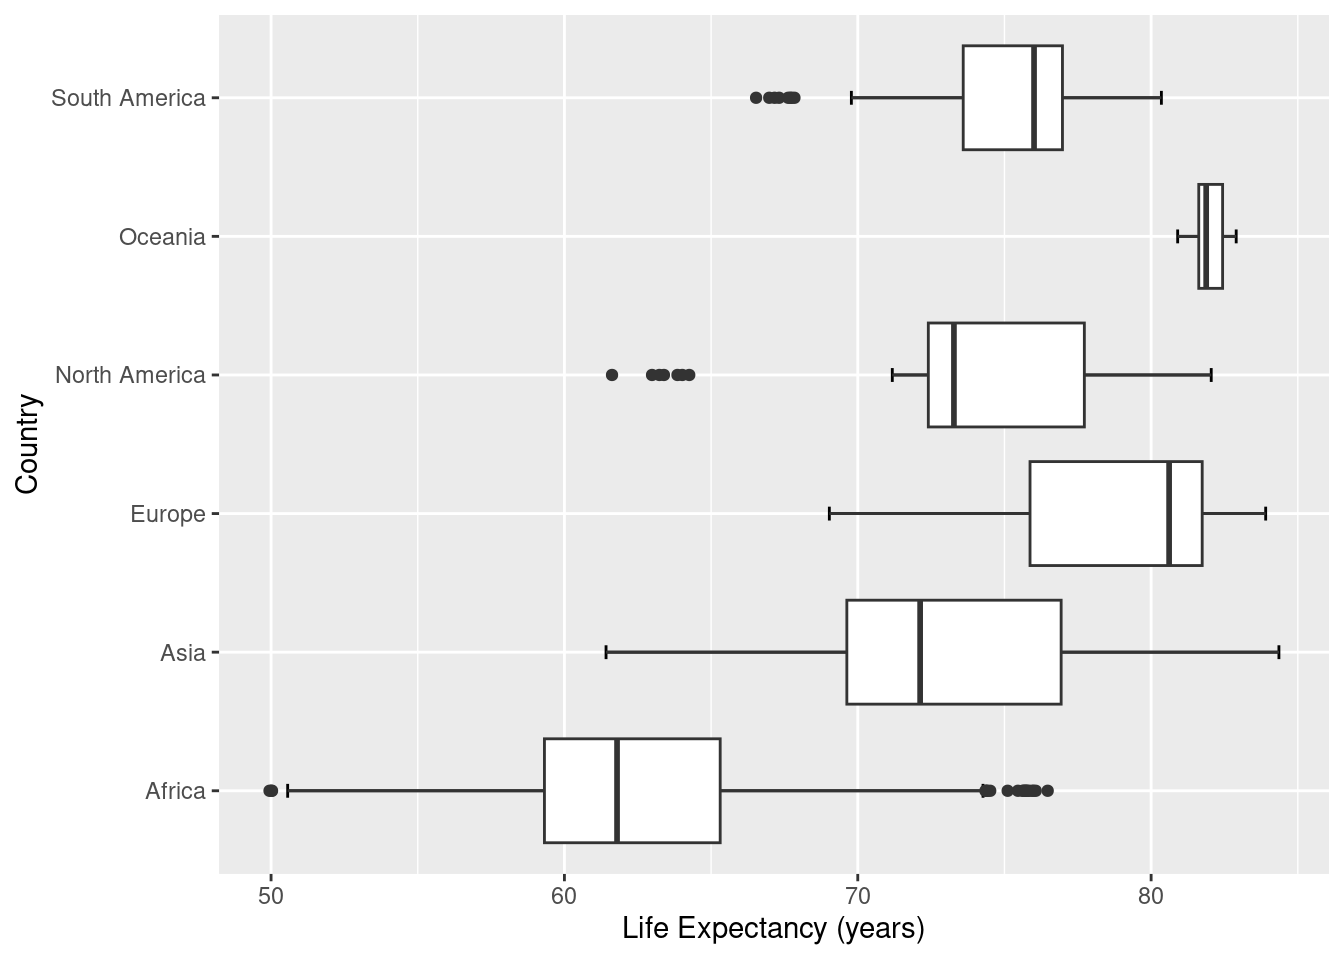 South America
Oceania
North America
Europe
Asia
Africa
Country
50 60 70 80
Life Expectancy (years)